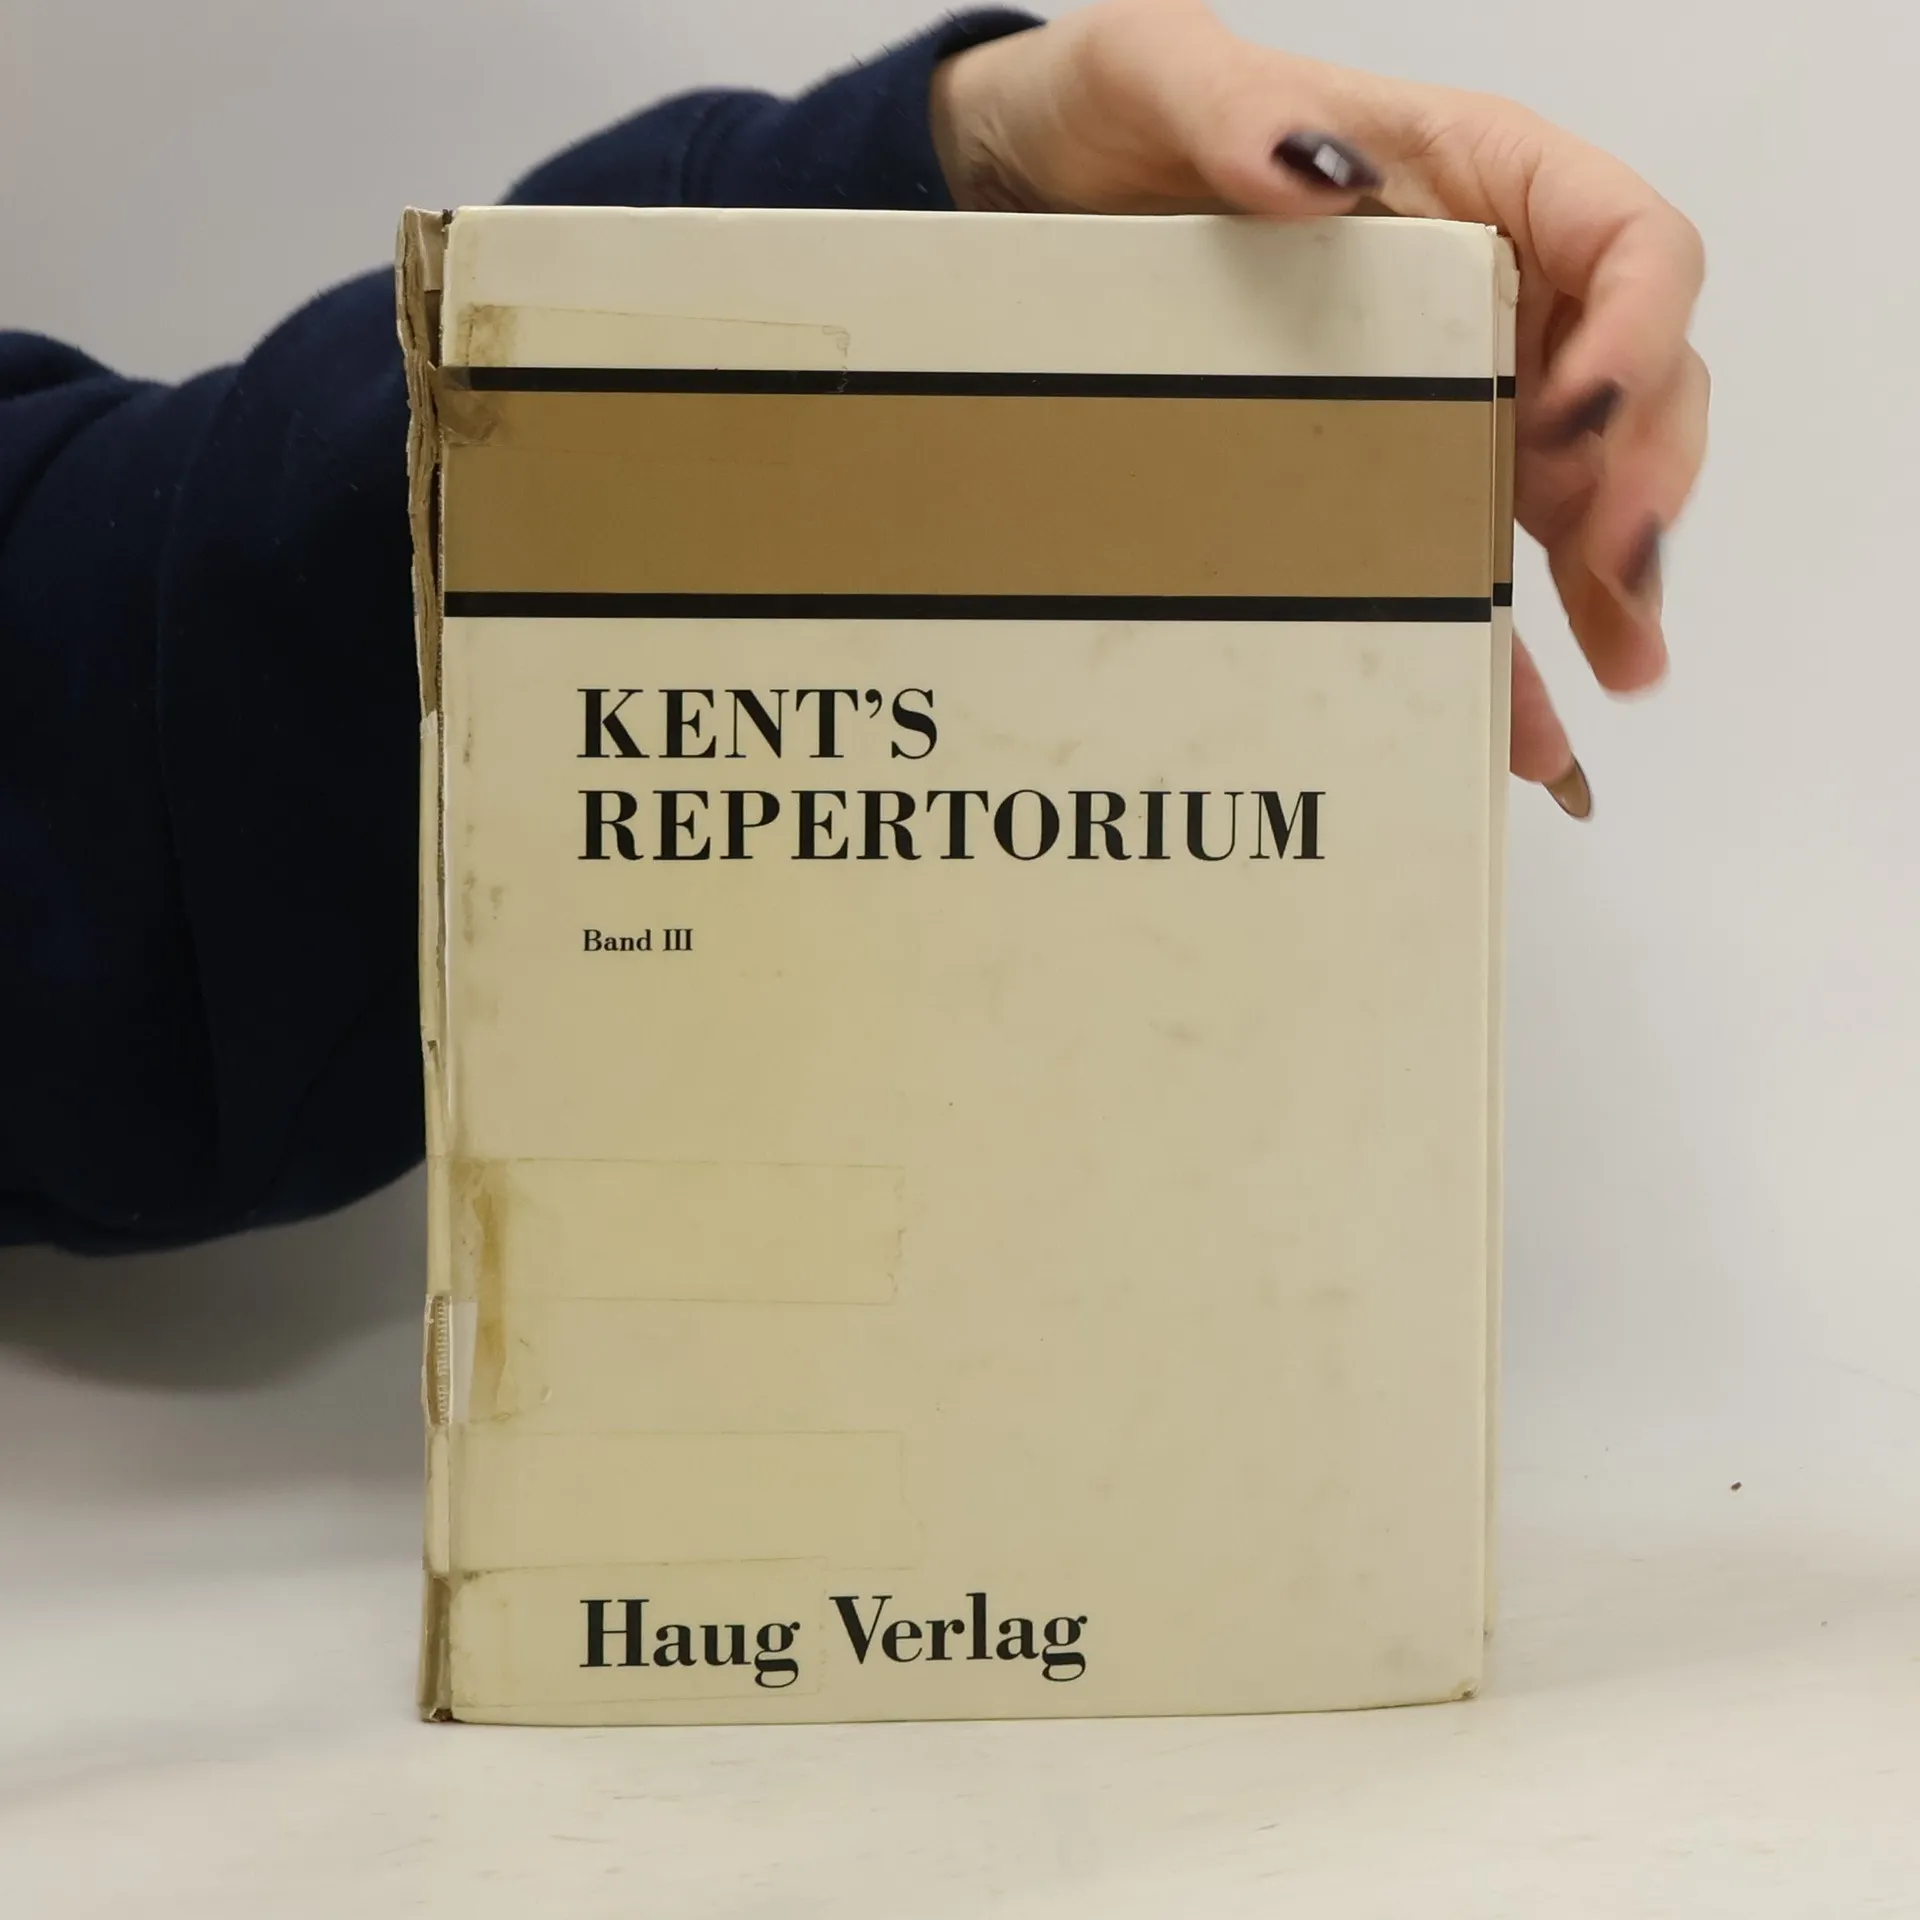 KENT’S
REPERTORIUM
Band III
Haug Verlag